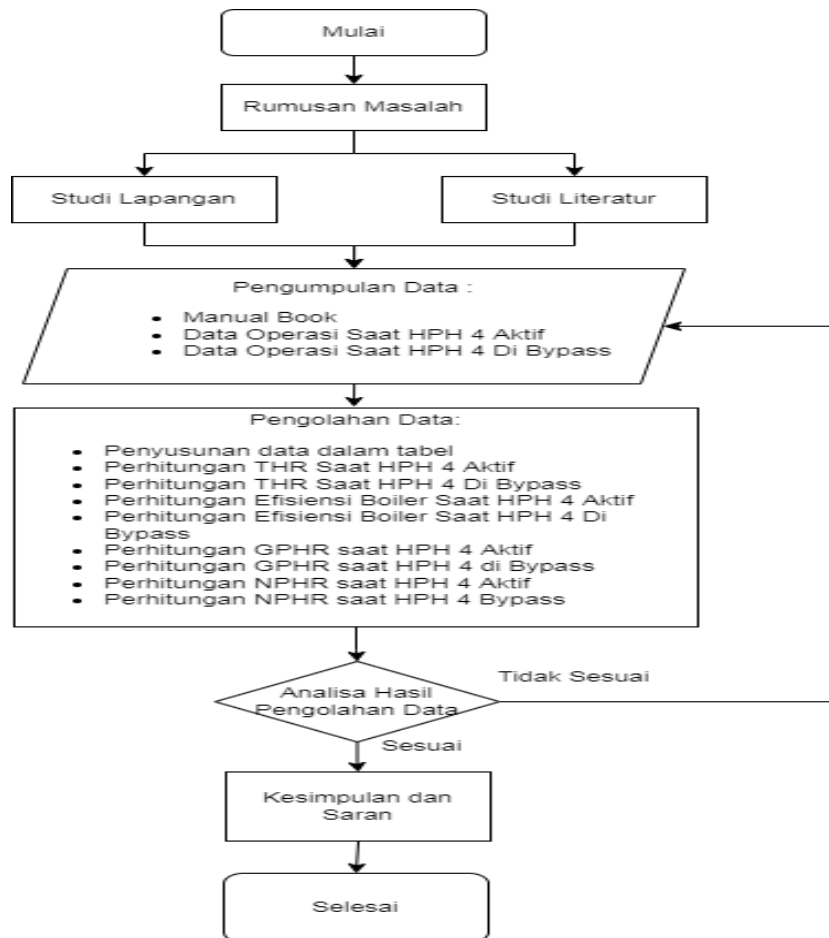 Mulai
Rumusan Masalah
Studi Lapangan
Studi Literatur
Pengumpulan Data :
• Manual Book
• Data Operasi Saat HPH 4 Aktif
• Data Operasi Saat HPH 4 Di Bypass
Pengolahan Data:
• Penyusunan data dalam tabel
• Perhitungan THR Saat HPH 4 Aktif
• Perhitungan THR Saat HPH 4 Di Bypass
• Perhitungan Efisiensi Boiler Saat HPH 4 Aktif
• Perhitungan Efisiensi Boiler Saat HPH 4 Di
Bypass
• Perhitungan GPHR saat HPH 4 Aktif
• Perhitungan GPHR saat HPH 4 di Bypass
• Perhitungan NPHR saat HPH 4 Aktif
• Perhitungan NPHR saat HPH 4 Bypass
Analisa Hasil
Pengolahan Data
Tidak Sesuai
Sesuai
Kesimpulan dan
Saran
Selesai